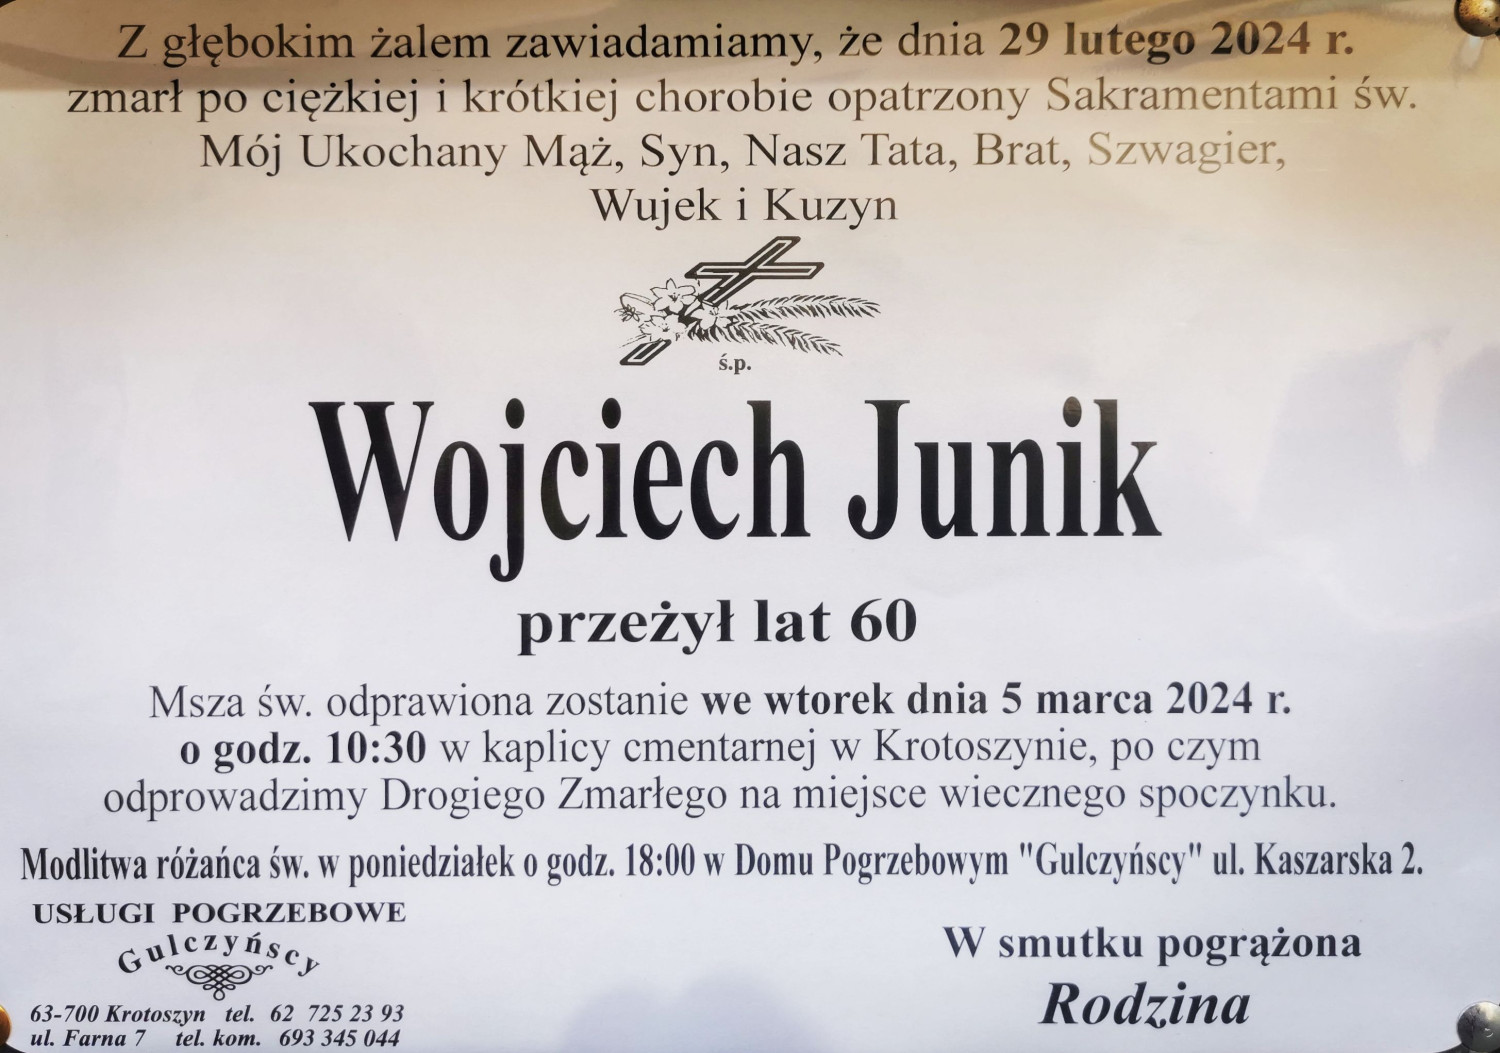 Z głębokim żalem zawiadamiamy, że dnia 29 lutego 2024 r.
zmarł po ciężkiej i krótkiej chorobie opatrzony Sakramentami św.
Mój Ukochany Mąż, Syn, Nasz Tata, Brat, Szwagier,
Wujek i Kuzyn
ś.p.
Wojciech Junik
przeżył lat 60
Msza św. odprawiona zostanie we wtorek dnia 5 marca 2024 r.
o godz. 10:30 w kaplicy cmentarnej w Krotoszynie, po czym
odprowadzimy Drogiego Zmarłego na miejsce wiecznego spoczynku.
Modlitwa różańca św. w poniedziałek o godz. 18:00 w Domu Pogrzebowym "Gulczyńscy" ul. Kaszarska 2.
USŁUGI POGRZEBOWE
Gulczyńscy
63-700 Krotoszyn tel. 62 725 23 93
ul. Farna 7 tel. kom. 693 345 044
W smutku pogrążona
Rodzina